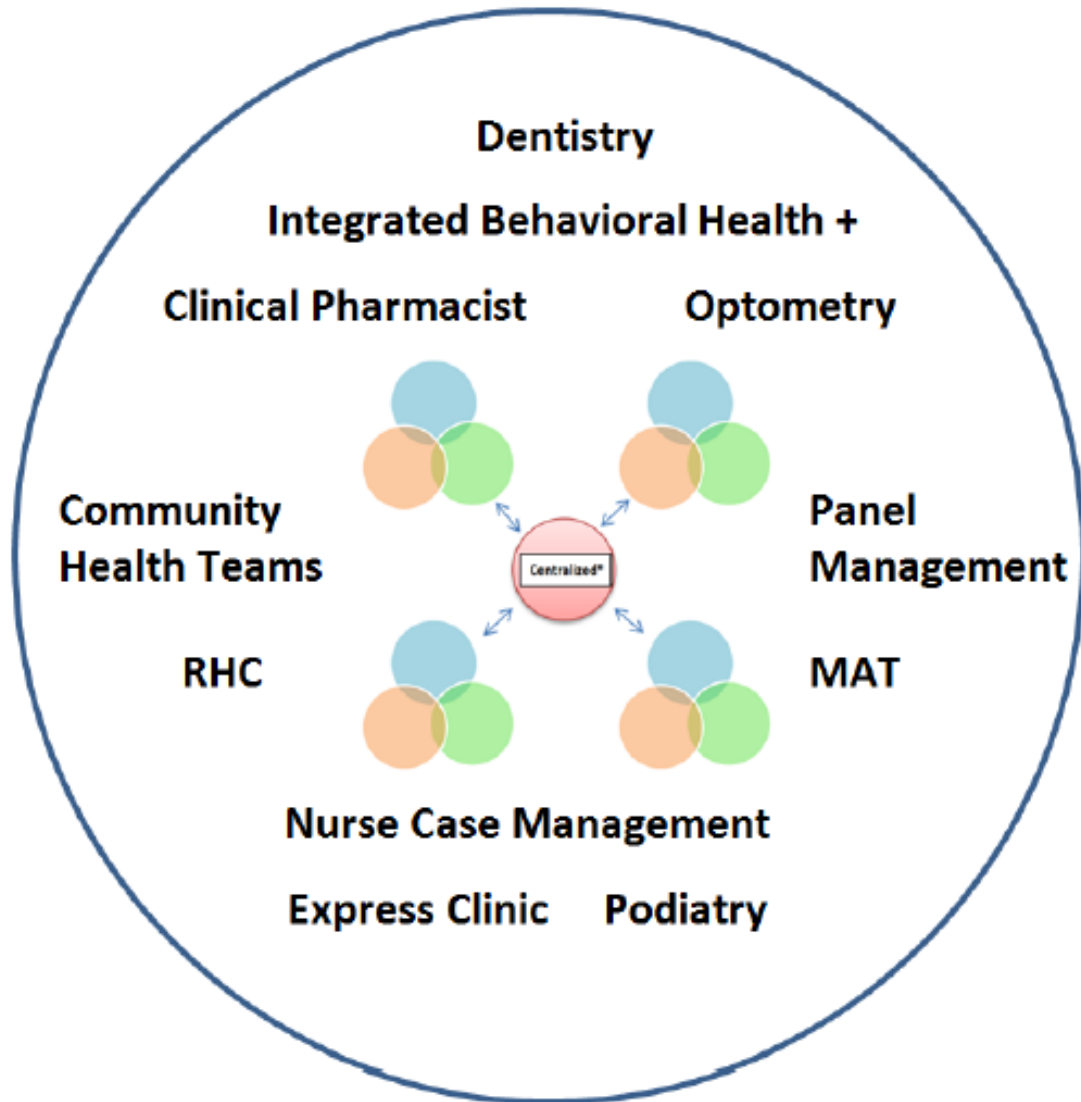 Dentistry
Integrated Behavioral Health +
Clinical Pharmacist
Optometry
Community
Health Teams
Panel
Management
Centralized*
RHC
MAT
Nurse Case Management
Express Clinic
Podiatry